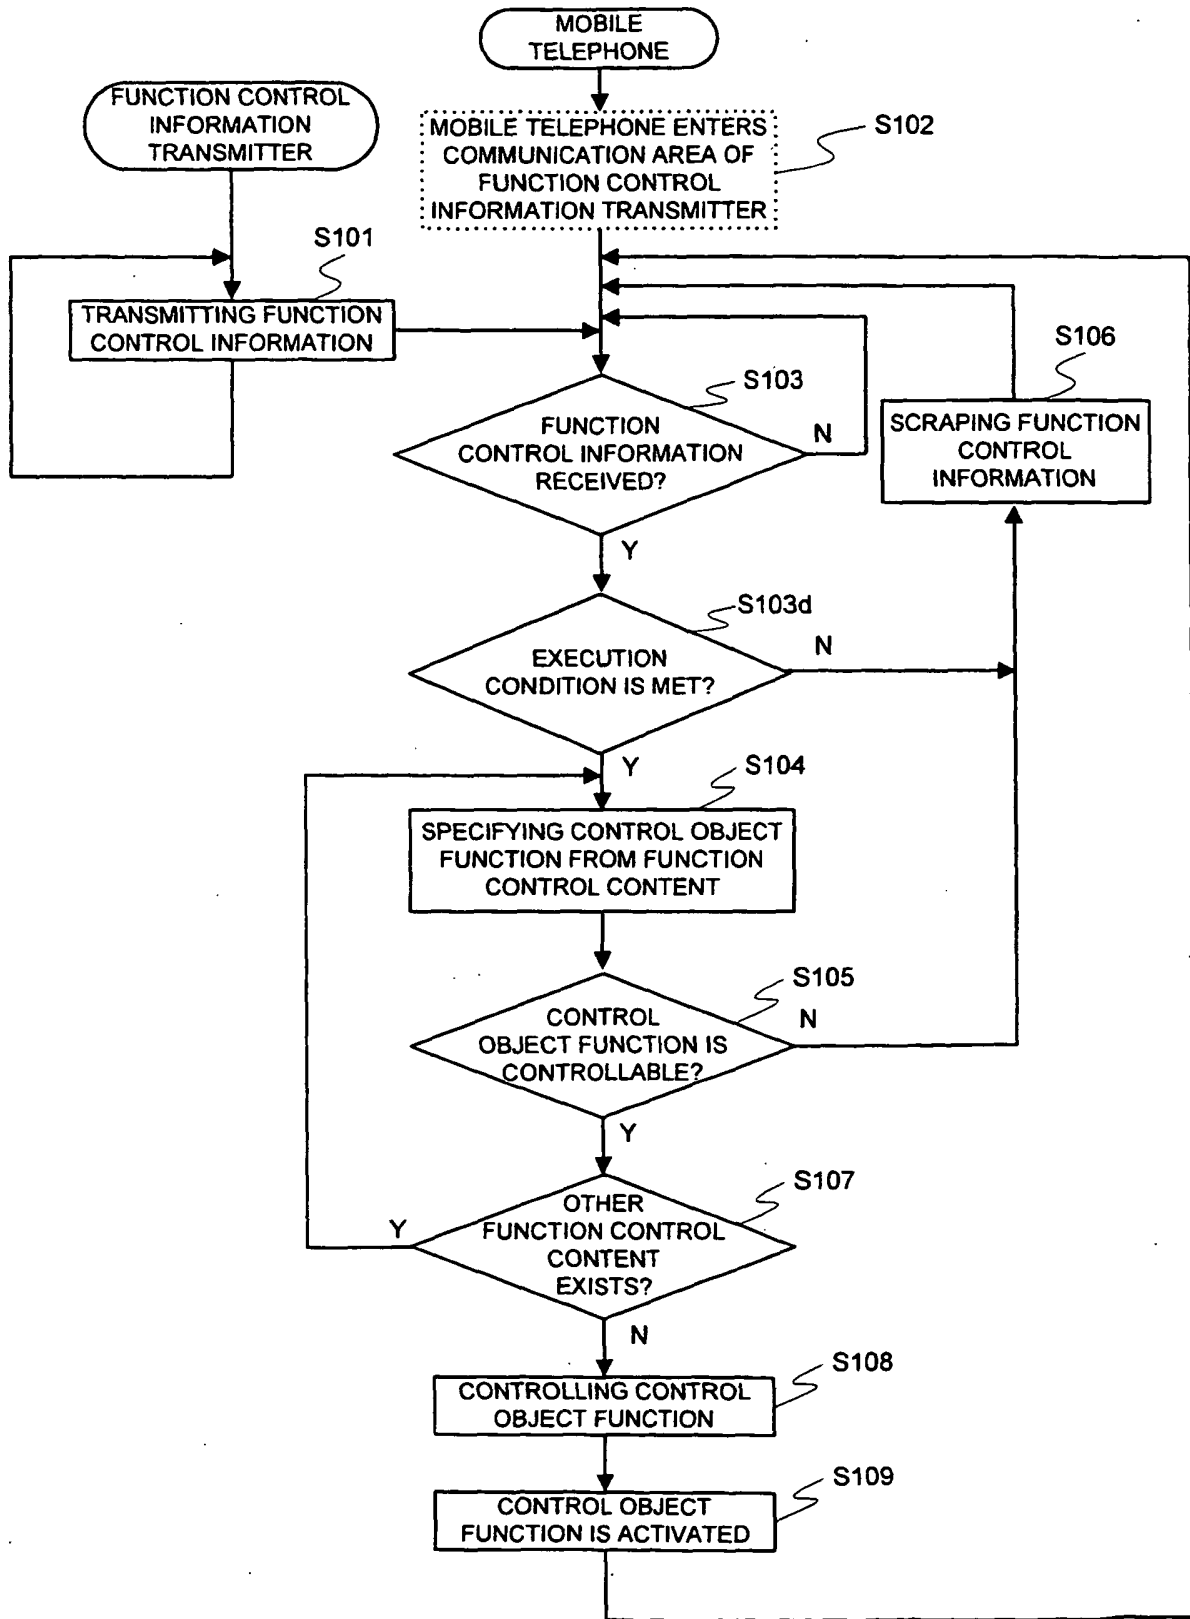 MOBILE
TELEPHONE
FUNCTION CONTROL
INFORMATION
TRANSMITTER
MOBILE TELEPHONE ENTERS
COMMUNICATION AREA OF
FUNCTION CONTROL
INFORMATION TRANSMITTER
S102
S101
TRANSMITTING FUNCTION
CONTROL INFORMATION
S103
FUNCTION
CONTROL INFORMATION
RECEIVED?
N
Y
S106
SCRAPING FUNCTION
CONTROL
INFORMATION
S103d
EXECUTION
CONDITION IS MET?
N
Y
S104
SPECIFYING CONTROL OBJECT
FUNCTION FROM FUNCTION
CONTROL CONTENT
S105
CONTROL
OBJECT FUNCTION IS
CONTROLLABLE?
N
Y
S107
OTHER
FUNCTION CONTROL
CONTENT
EXISTS?
Y
N
S108
CONTROLLING CONTROL
OBJECT FUNCTION
S109
CONTROL OBJECT
FUNCTION IS ACTIVATED